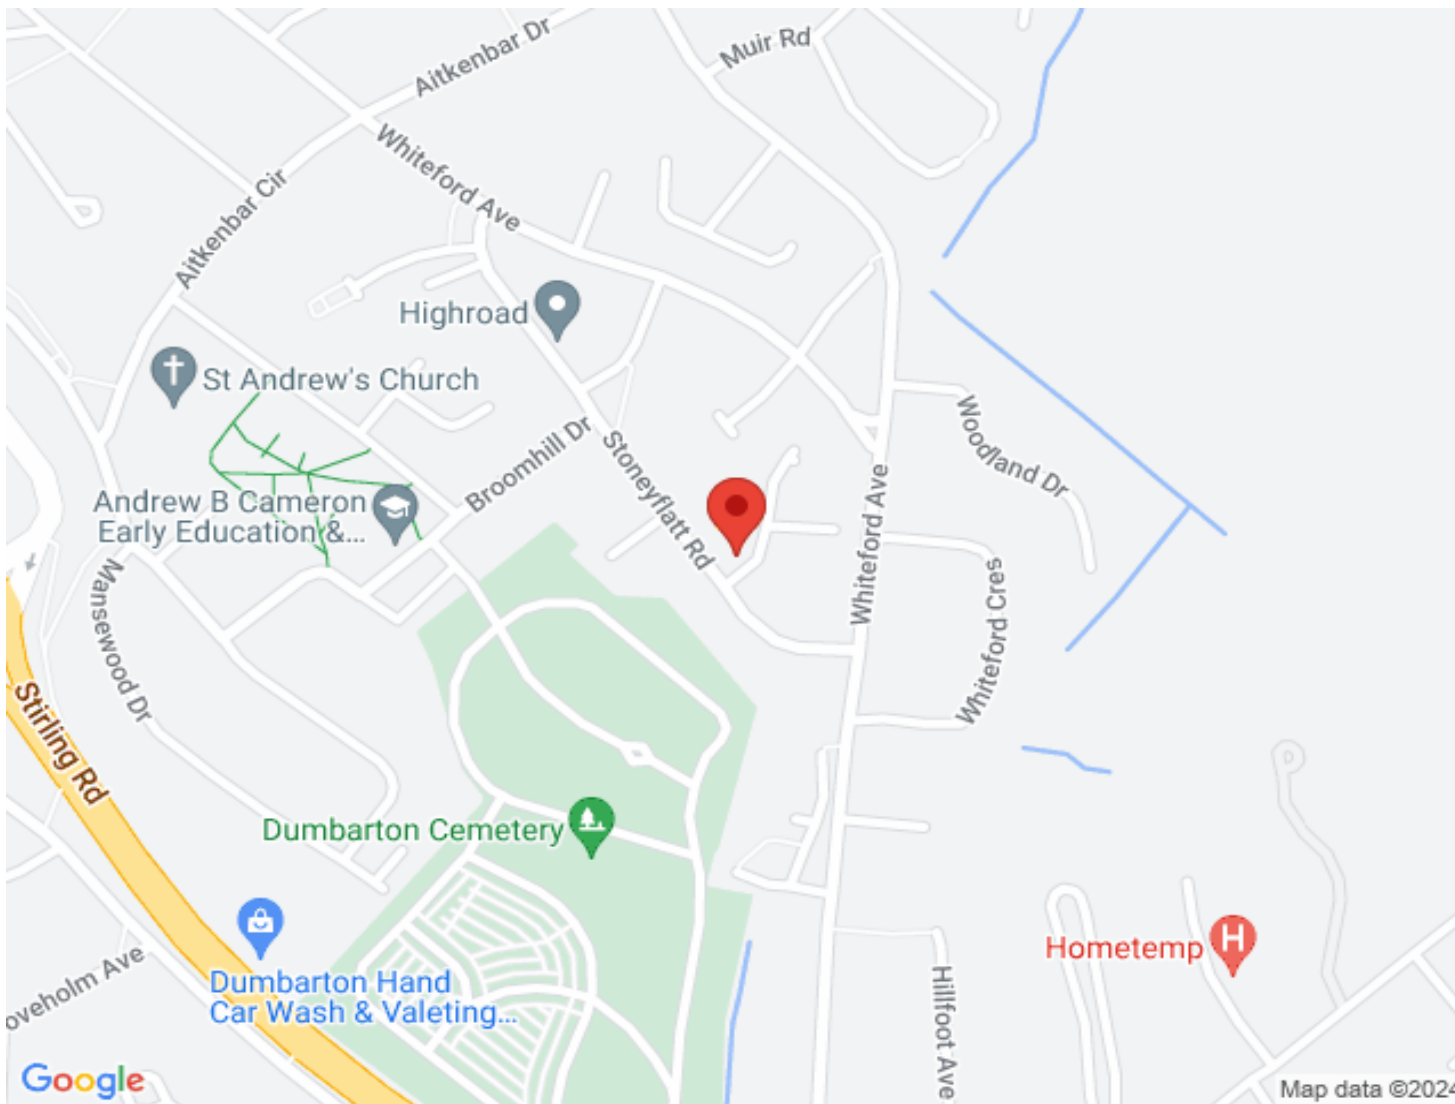 Aitkenbar Dr
Muir Rd
Whiteford Ave
Aitkenbar Cir
Highroad
St Andrew's Church
Woodland Dr
Broomhill Dr
Stoneyflatt Rd
Andrew B Cameron
Early Education &...
Whiteford Ave
Mansewood Dr
Whiteford Cres
Stirling Rd
Dumbarton Cemetery
Hometemp
H
Dumbarton Hand
Car Wash & Valeting...
oveholm Ave
Hillfoot Ave
Google
Map data ©2024